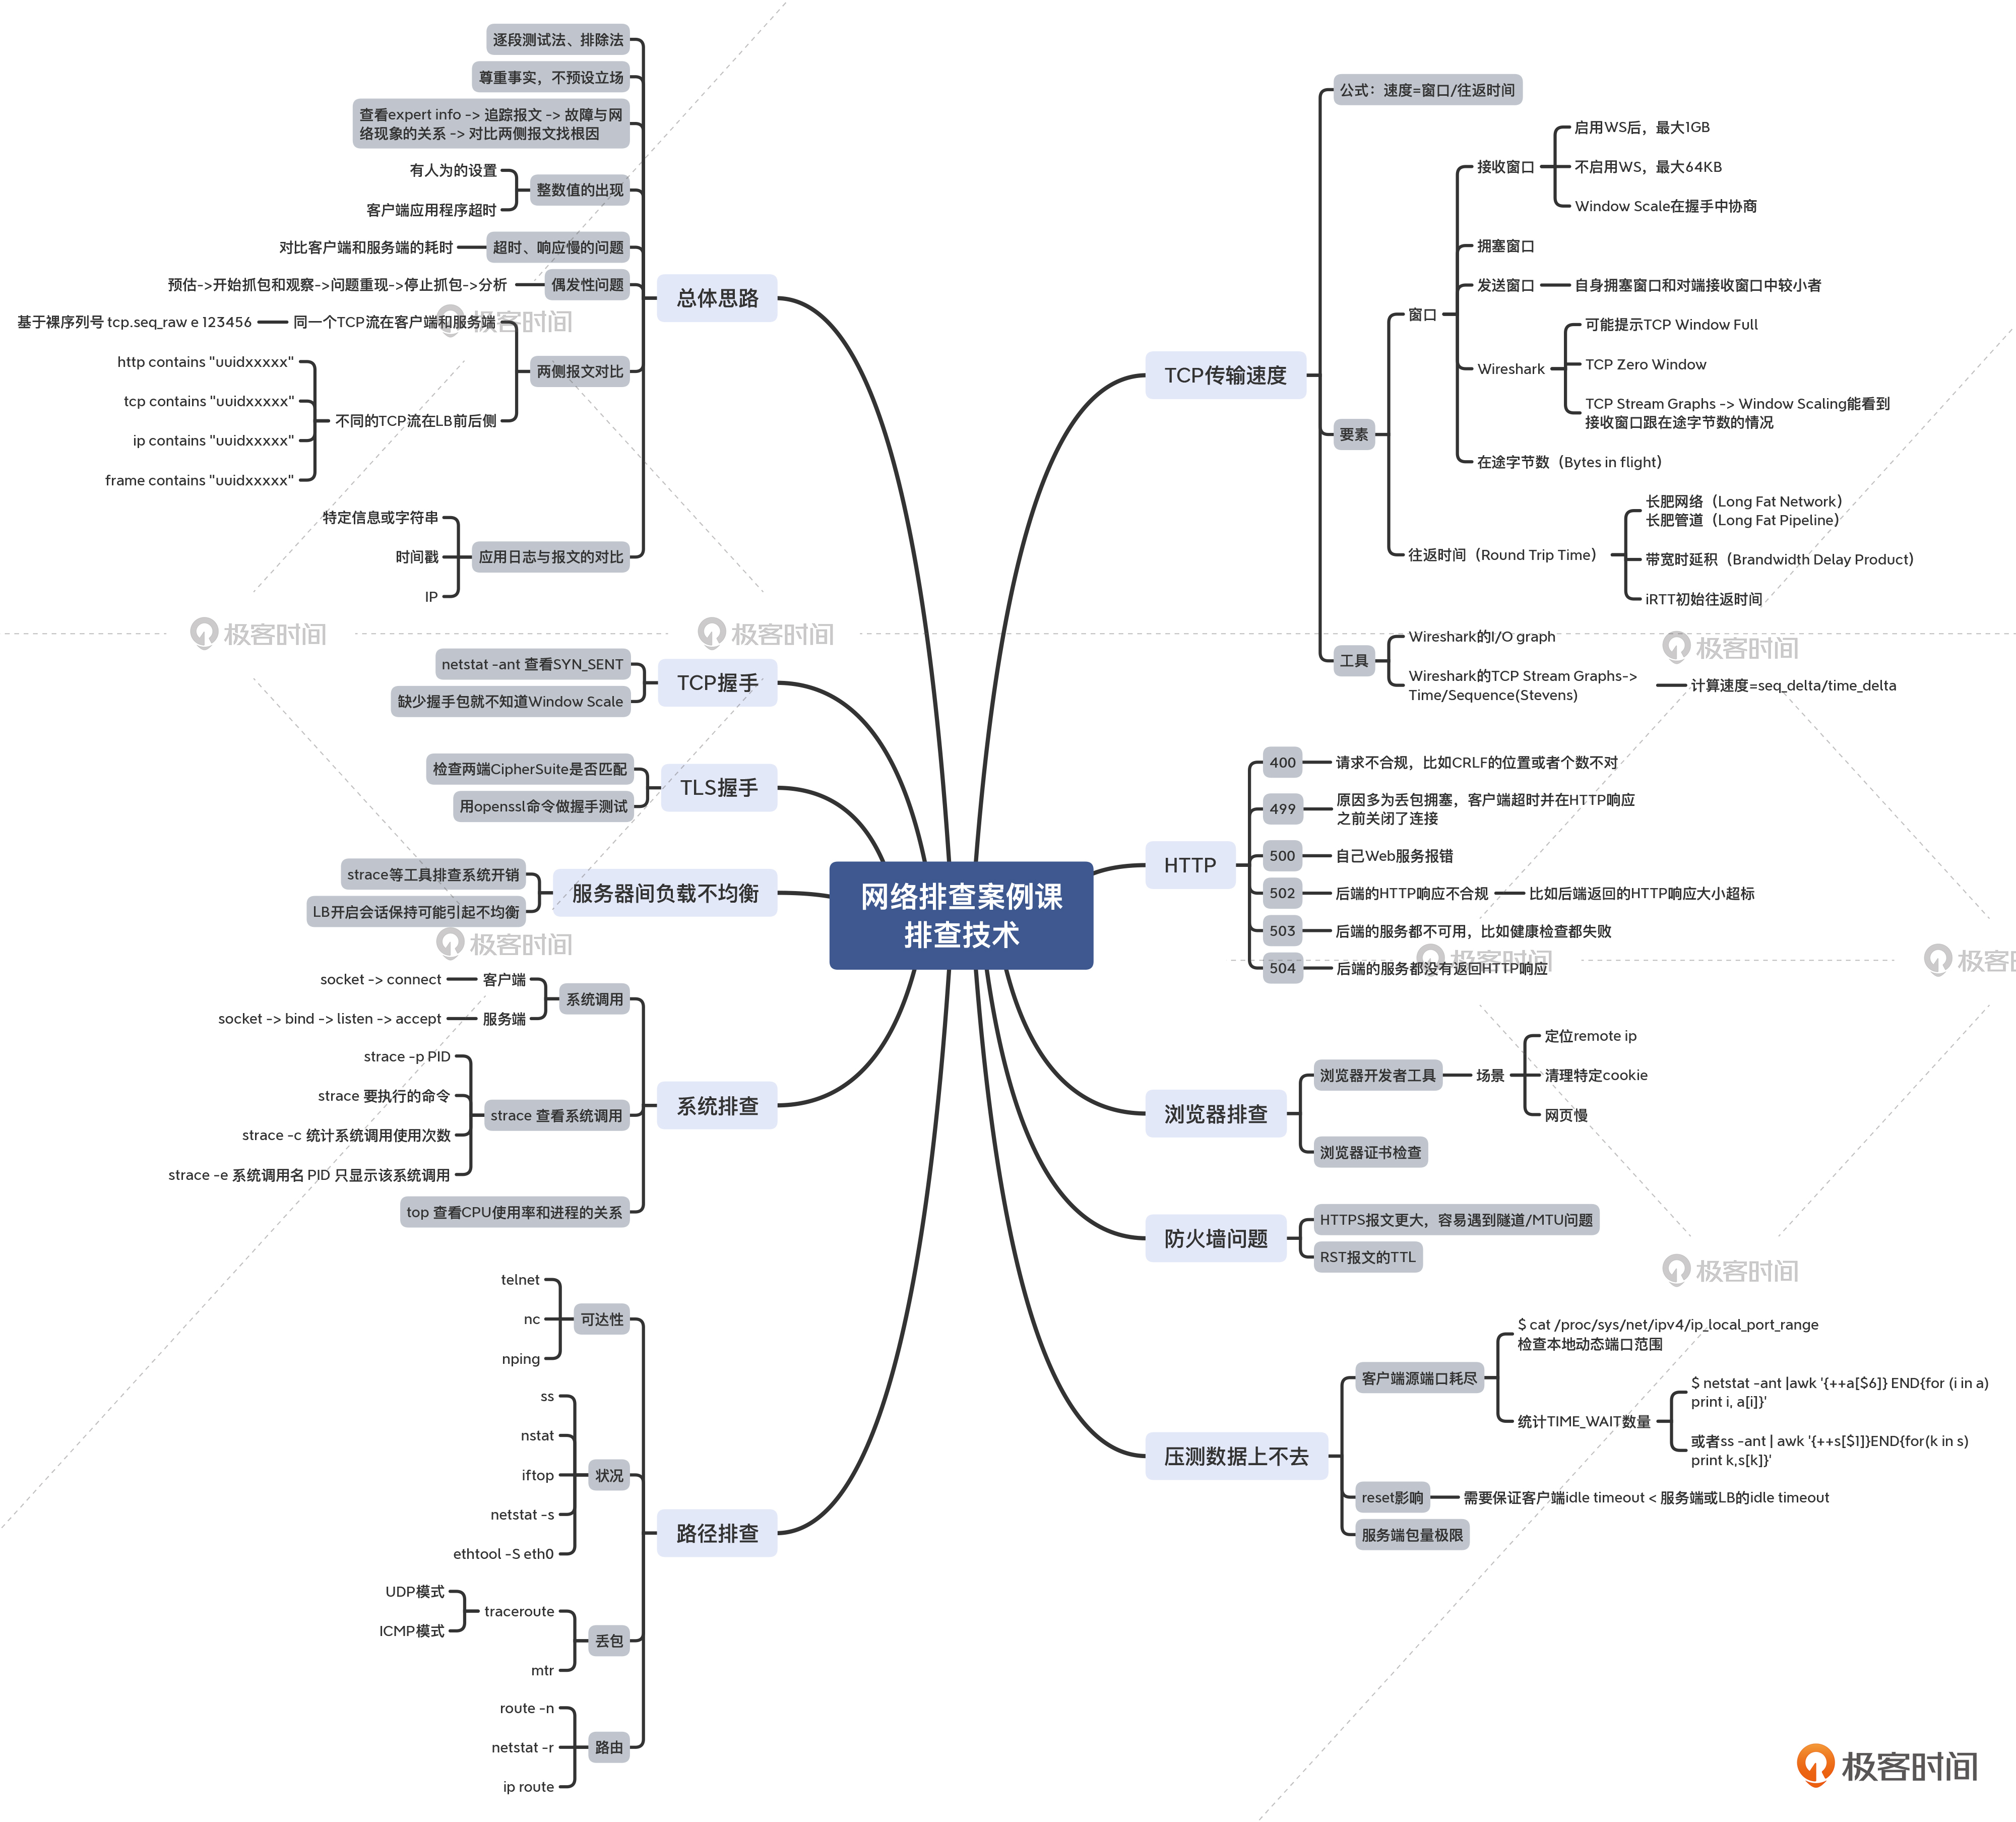 网络排查案例课
排查技术
总体思路
逐段测试法、排除法
尊重事实，不预设立场
查看expert info -> 追踪报文 -> 故障与网
络现象的关系 -> 对比两侧报文找根因
整数值的出现
有人为的设置
客户端应用程序超时
超时、响应慢的问题
对比客户端和服务端的耗时
偶发性问题
预估->开始抓包和观察->问题重现->停止抓包->分析
两侧报文对比
同一个TCP流在客户端和服务端
基于裸序列号 tcp.seq_raw e 123456
不同的TCP流在LB前后侧
http contains "uuidxxxxx"
tcp contains "uuidxxxxx"
ip contains "uuidxxxxx"
frame contains "uuidxxxxx"
应用日志与报文的对比
特定信息或字符串
时间戳
IP
TCP握手
netstat -ant 查看SYN_SENT
缺少握手包就不知道Window Scale
TLS握手
检查两端CipherSuite是否匹配
用openssl命令做握手测试
服务器间负载不均衡
strace等工具排查系统开销
LB开启会话保持可能引起不均衡
系统排查
系统调用
客户端
socket -> connect
服务端
socket -> bind -> listen -> accept
strace 查看系统调用
strace -p PID
strace 要执行的命令
strace -c 统计系统调用使用次数
strace -e 系统调用名 PID 只显示该系统调用
top 查看CPU使用率和进程的关系
路径排查
可达性
telnet
nc
nping
状况
ss
nstat
iftop
netstat -s
ethtool -S eth0
丢包
traceroute
UDP模式
ICMP模式
mtr
路由
route -n
netstat -r
ip route
TCP传输速度
公式：速度=窗口/往返时间
要素
窗口
接收窗口
启用WS后，最大1GB
不启用WS，最大64KB
Window Scale在握手中协商
拥塞窗口
发送窗口
自身拥塞窗口和对端接收窗口中较小者
Wireshark
可能提示TCP Window Full
TCP Zero Window
TCP Stream Graphs -> Window Scaling能看到
接收窗口跟在途字节数的情况
在途字节数（Bytes in flight）
往返时间（Round Trip Time）
长肥网络（Long Fat Network）
长肥管道（Long Fat Pipeline）
带宽时延积（Brandwidth Delay Product）
iRTT初始往返时间
工具
Wireshark的I/O graph
Wireshark的TCP Stream Graphs->
Time/Sequence(Stevens)
计算速度=seq_delta/time_delta
HTTP
400
请求不合规，比如CRLF的位置或者个数不对
499
原因多为丢包拥塞，客户端超时并在HTTP响应
之前关闭了连接
500
自己Web服务报错
502
后端的HTTP响应不合规
比如后端返回的HTTP响应大小超标
503
后端的服务都不可用，比如健康检查都失败
504
后端的服务都没有返回HTTP响应
浏览器排查
浏览器开发者工具
场景
定位remote ip
清理特定cookie
网页慢
浏览器证书检查
防火墙问题
HTTPS报文更大，容易遇到隧道/MTU问题
RST报文的TTL
压测数据上不去
客户端源端口耗尽
$ cat /proc/sys/net/ipv4/ip_local_port_range
检查本地动态端口范围
统计TIME_WAIT数量
$ netstat -ant |awk '{++a[$6]} END{for (i in a)
print i, a[i]}'
或者ss -ant | awk '{++s[$1]}END{for(k in s)
print k,s[k]}'
reset影响
需要保证客户端idle timeout < 服务端或LB的idle timeout
服务端包量极限
极客时间
极客时间
极客时间
极客时间
极客时间
极客时间
极客时
极客时间
极客时间